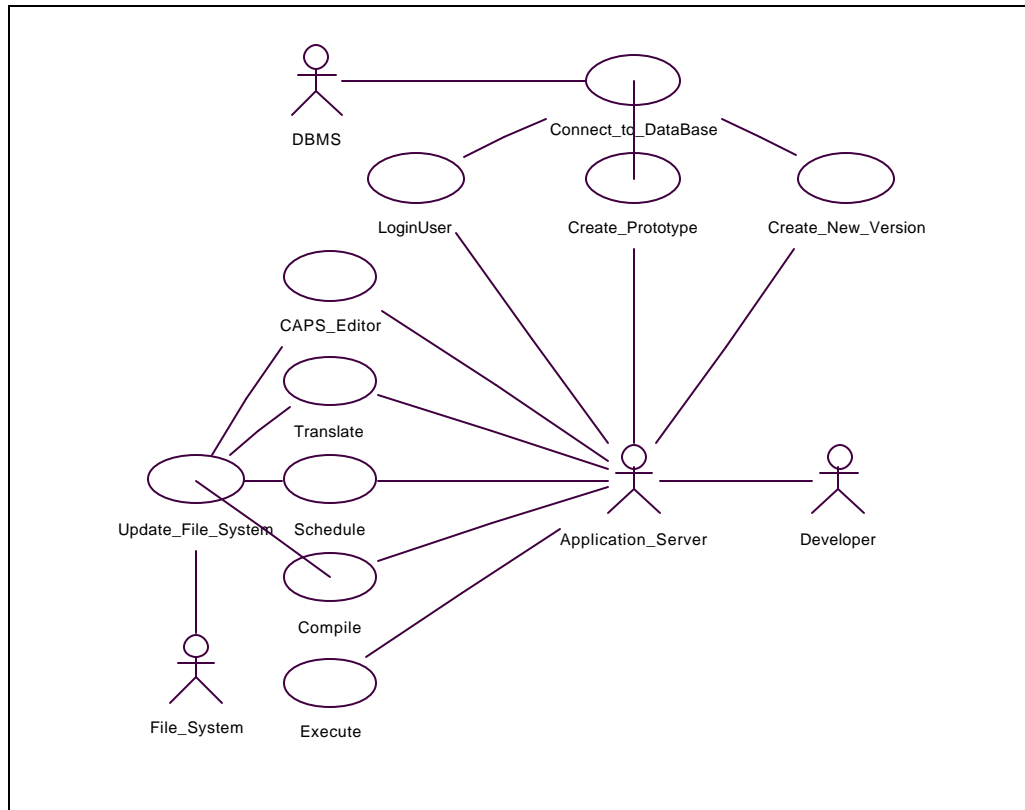 DBMS
Connect_to_DataBase
LoginUser
Create_Prototype
Create_New_Version
CAPS_Editor
Translate
Update_File_System
Schedule
Application_Server
Developer
Compile
File_System
Execute